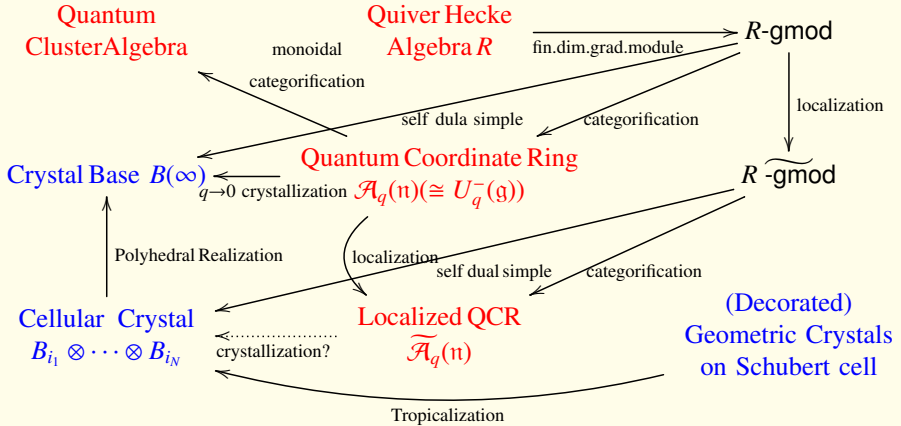 Quantum
ClusterAlgebra
Quiver Hecke
Algebra R
fin.dim.grad.module
R-gmod
monoidal
categorification
self dula simple
categorification
localization
Crystal Base B(∞)
q→0 crystallization
Quantum Coordinate Ring
𝒜_q(𝔫)(≅ U_q^-(𝔤))
R -g̃mod
Polyhedral Realization
localization
self dual simple
categorification
Cellular Crystal
B_{i_1} ⊗ ⋯ ⊗ B_{i_N}
crystallization?
Localized QCR
𝒜̃_q(𝔫)
(Decorated)
Geometric Crystals
on Schubert cell
Tropicalization